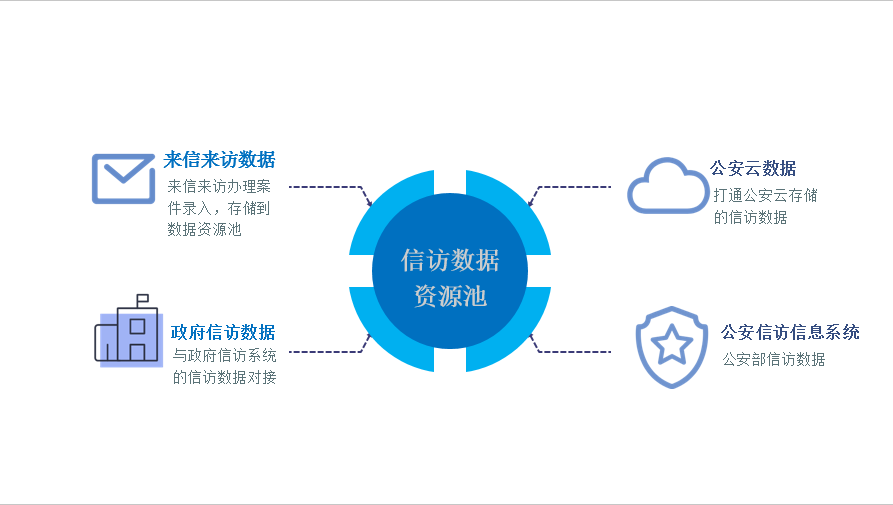 来信来访数据
来信来访办理案
件录入，存储到
数据资源池
政府信访数据
与政府信访系统
的信访数据对接
信访数据
资源池
公安云数据
打通公安云存储
的信访数据
公安信访信息系统
公安部信访数据